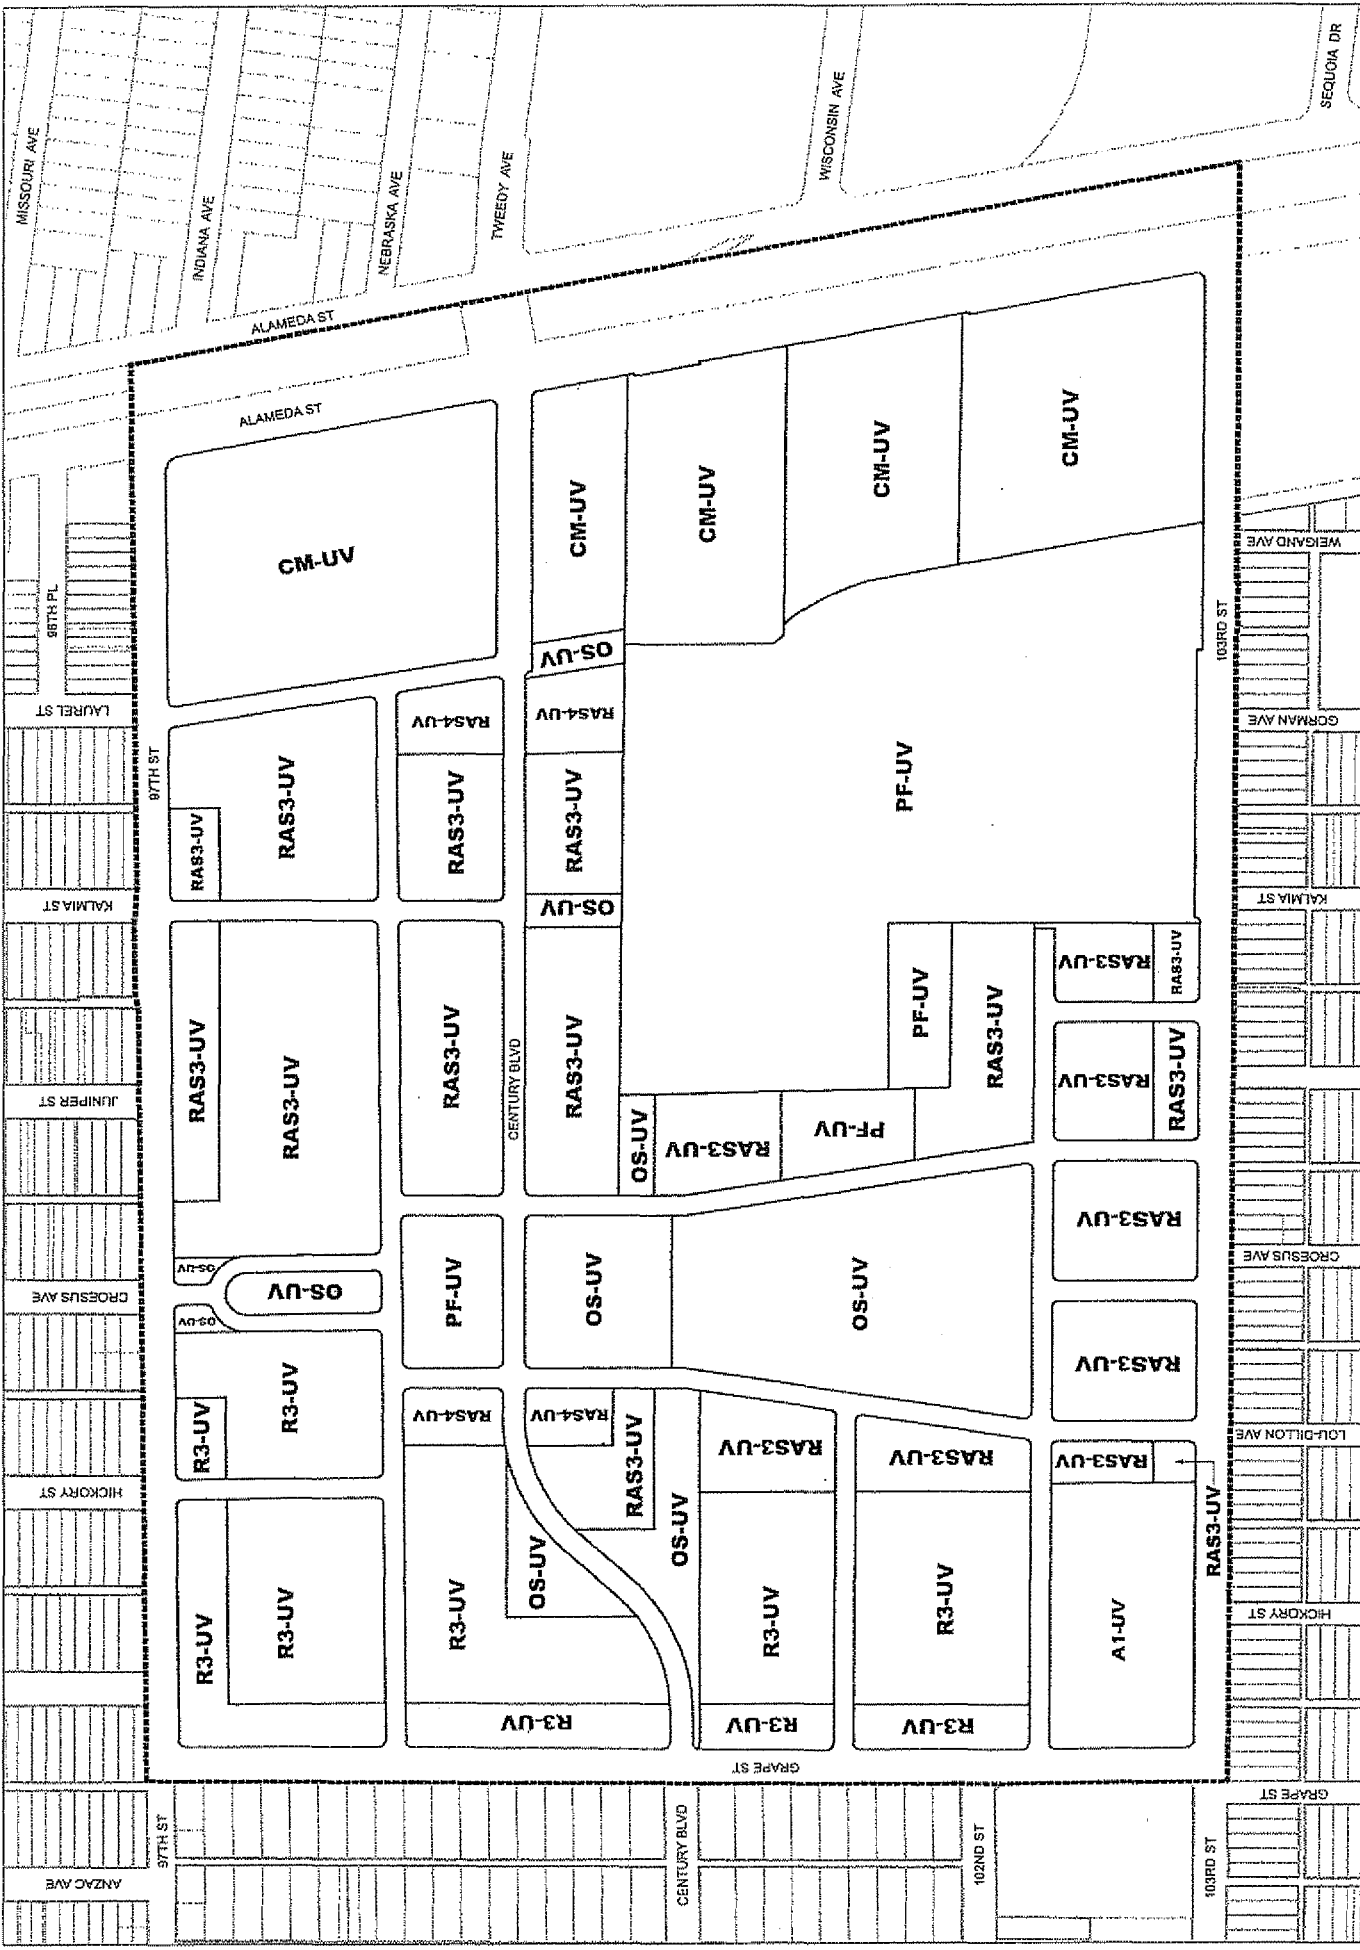 MISSOURI AVE
INDIANA AVE
NEBRASKA AVE
TWEEDY AVE
WISCONSIN AVE
SEQUOIA DR
ALAMEDA ST
ALAMEDA ST
96TH PL
LAUREL ST
97TH ST
KALMIA ST
JUNIPER ST
CROESUS AVE
HICKORY ST
ANZAC AVE
97TH ST
CENTURY BLVD
102ND ST
103RD ST
GRAPE ST
GRAPE ST
HICKORY ST
LOU-DILLON AVE
CROESUS AVE
KALMIA ST
GORMAN AVE
WEIGAND AVE
103RD ST
CENTURY BLVD
CM-UV
CM-UV
CM-UV
CM-UV
CM-UV
OS-UV
RAS4-UV
RAS4-UV
RAS3-UV
RAS3-UV
RAS3-UV
RAS3-UV
OS-UV
PF-UV
RAS3-UV
RAS3-UV
RAS3-UV
RAS3-UV
OS-UV
RAS3-UV
PF-UV
PF-UV
RAS3-UV
RAS3-UV
RAS3-UV
RAS3-UV
RAS3-UV
OS-UV
OS-UV
OS-UV
PF-UV
OS-UV
OS-UV
RAS3-UV
RAS3-UV
R3-UV
R3-UV
RAS4-UV
RAS4-UV
RAS3-UV
OS-UV
OS-UV
RAS3-UV
RAS3-UV
RAS3-UV
RAS3-UV
R3-UV
R3-UV
R3-UV
R3-UV
R3-UV
A1-UV
R3-UV
R3-UV
R3-UV